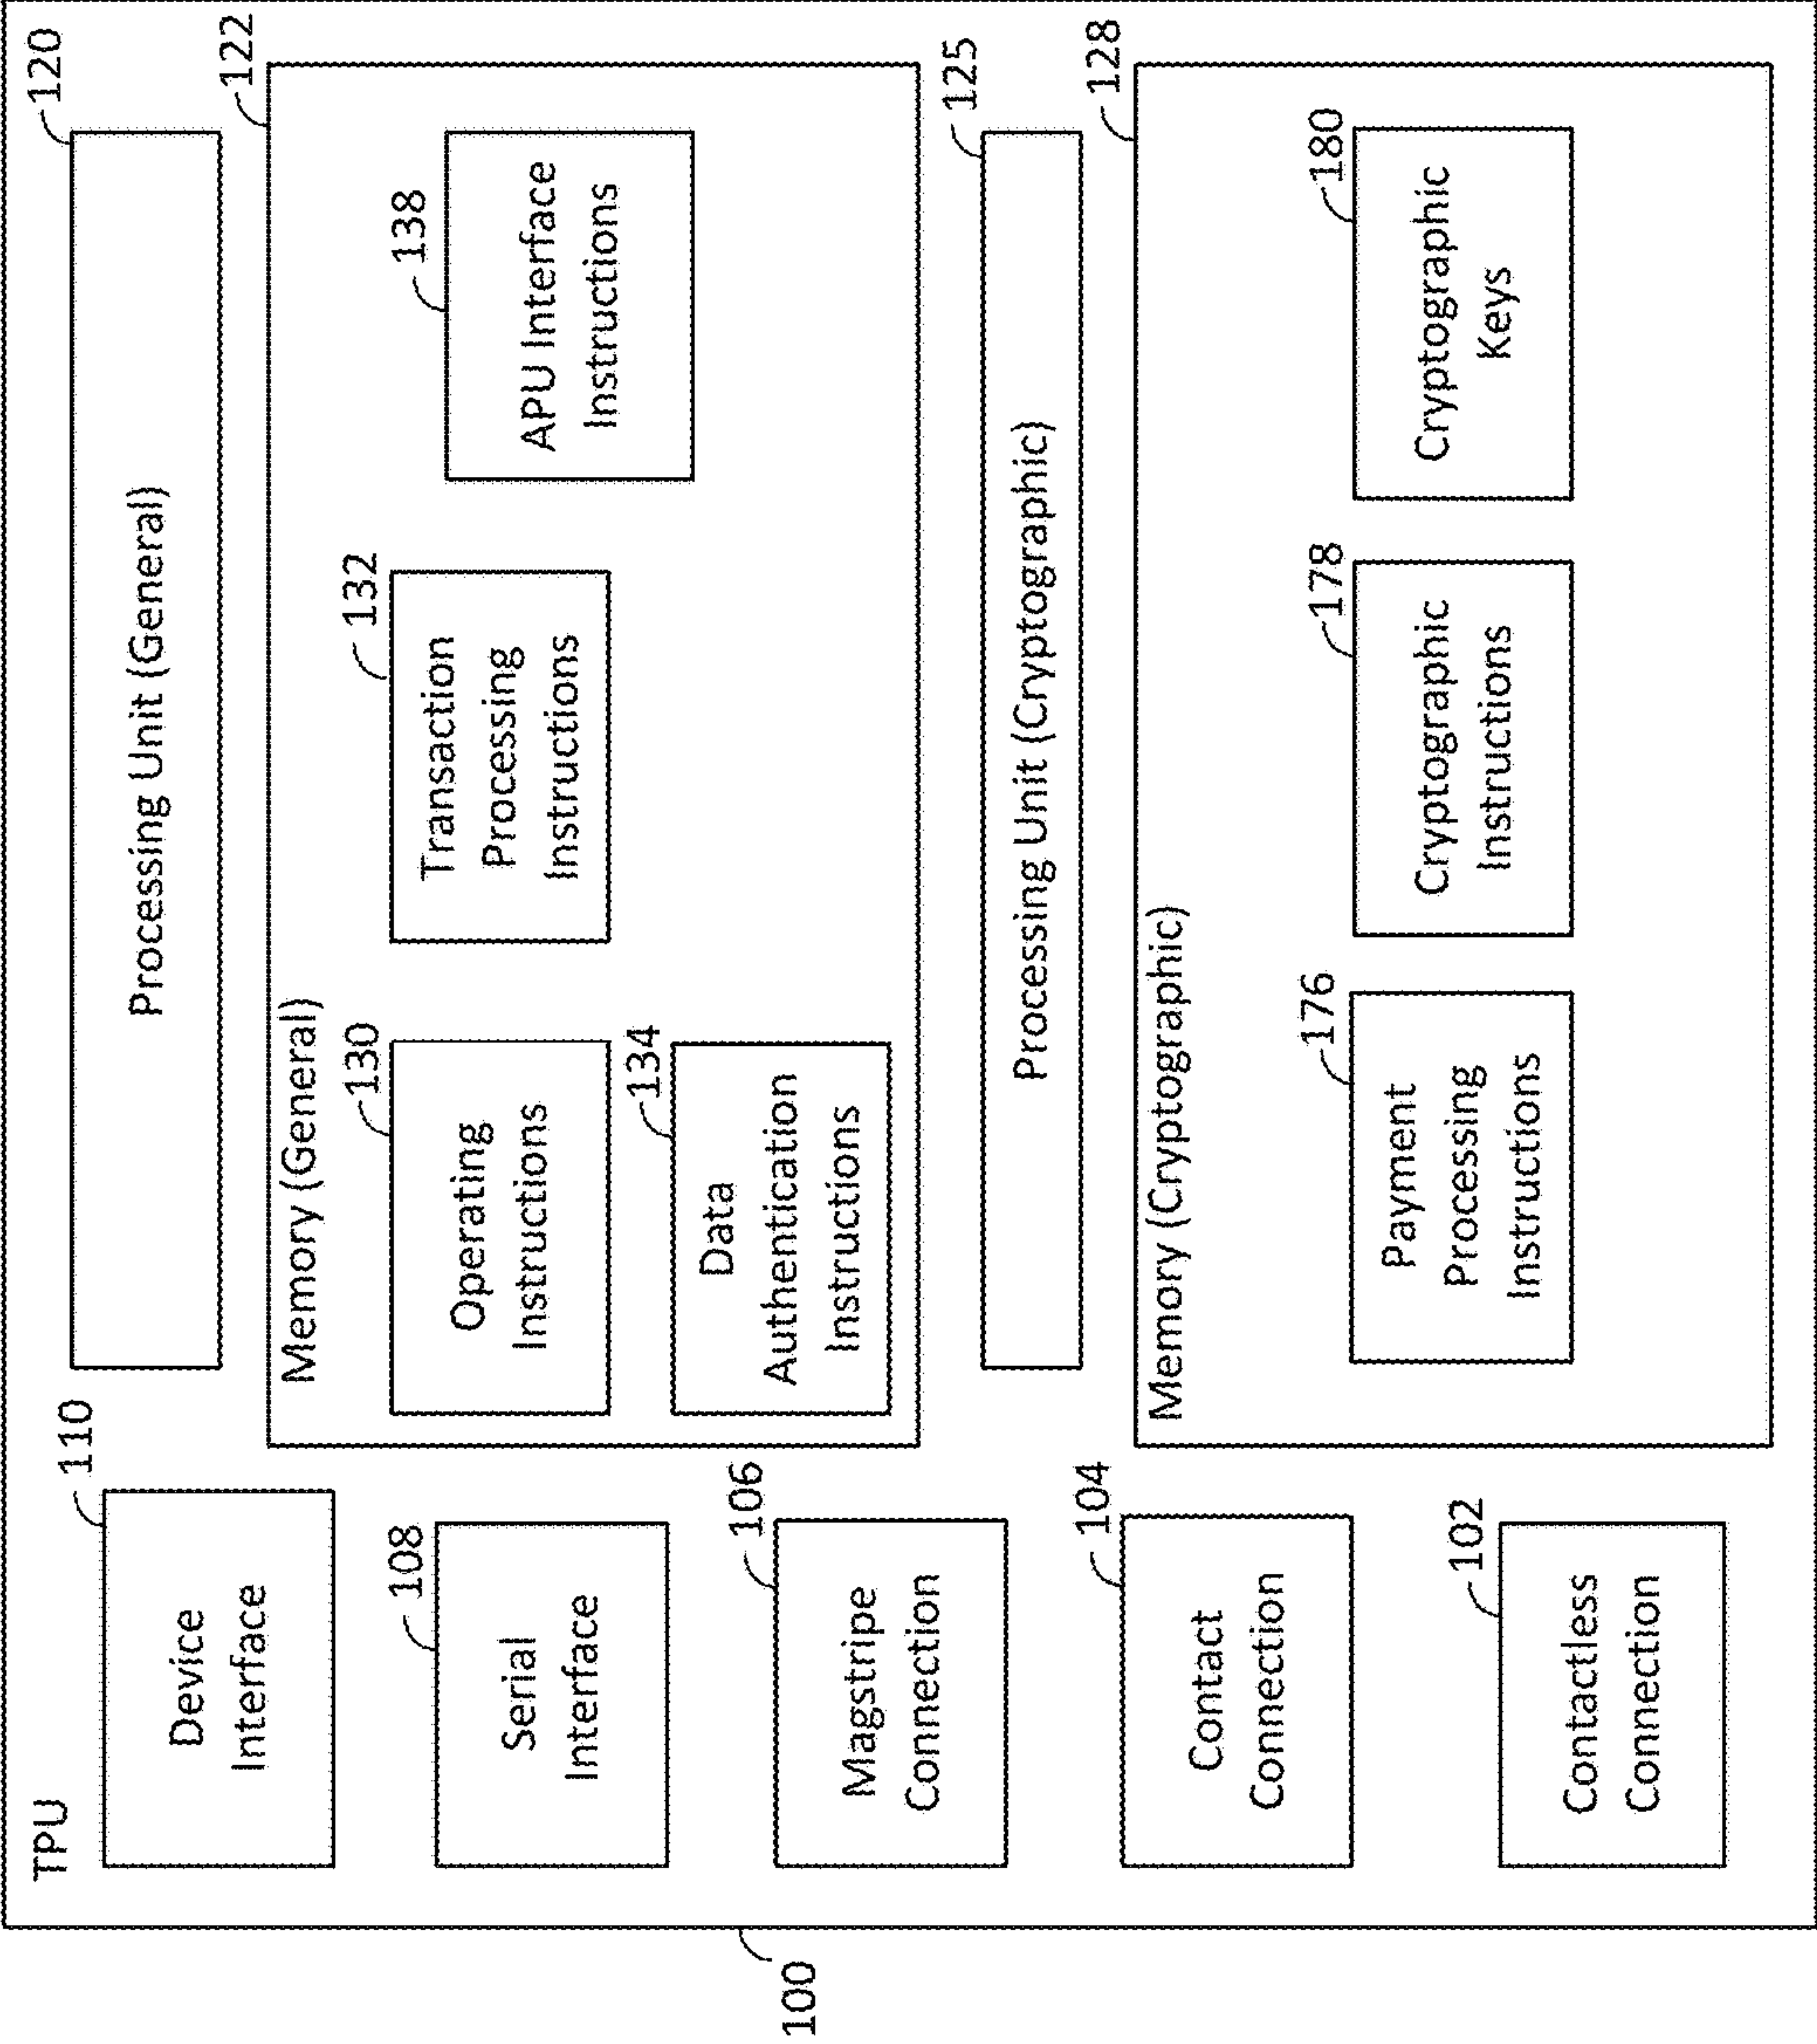 TPU
100
Device
Interface
110
Serial
Interface
108
Magstripe
Connection
106
Contact
Connection
104
Contactless
Connection
102
Processing Unit (General)
120
Memory (General)
122
Operating
Instructions
130
Transaction
Processing
Instructions
132
APU Interface
Instructions
138
Data
Authentication
Instructions
134
Processing Unit (Cryptographic)
125
Memory (Cryptographic)
128
Payment
Processing
Instructions
176
Cryptographic
Instructions
178
Cryptographic
Keys
180